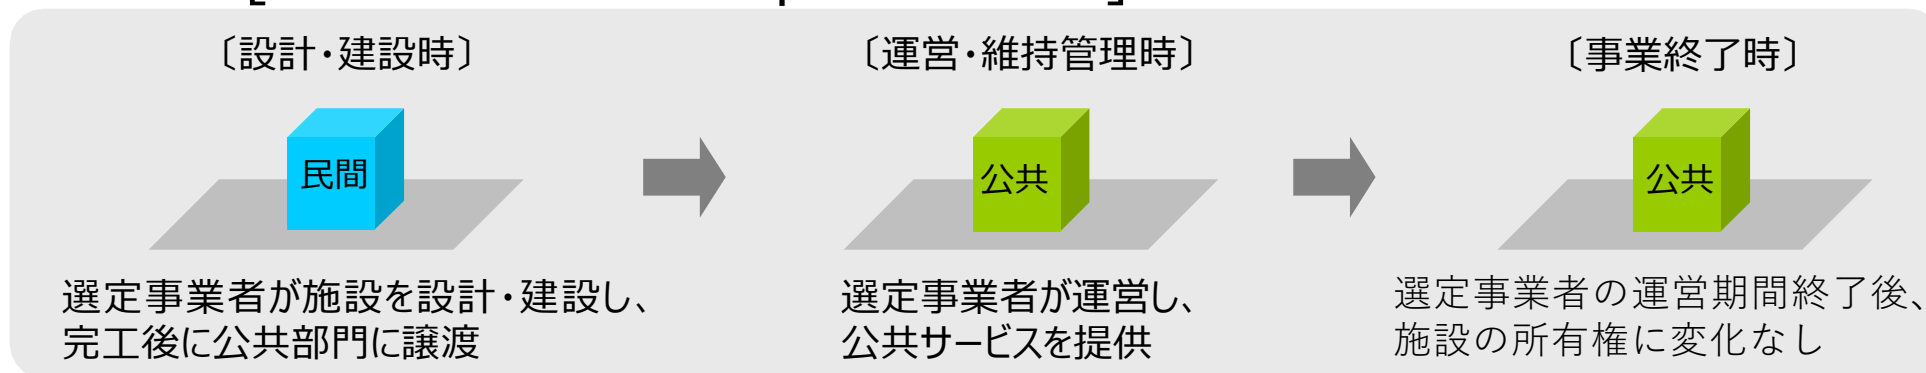 〔設計・建設時〕
〔運営・維持管理時〕
〔事業終了時〕
民間
公共
公共
選定事業者が施設を設計・建設し、
完工後に公共部門に譲渡
選定事業者が運営し、
公共サービスを提供
選定事業者の運営期間終了後、
施設の所有権に変化なし